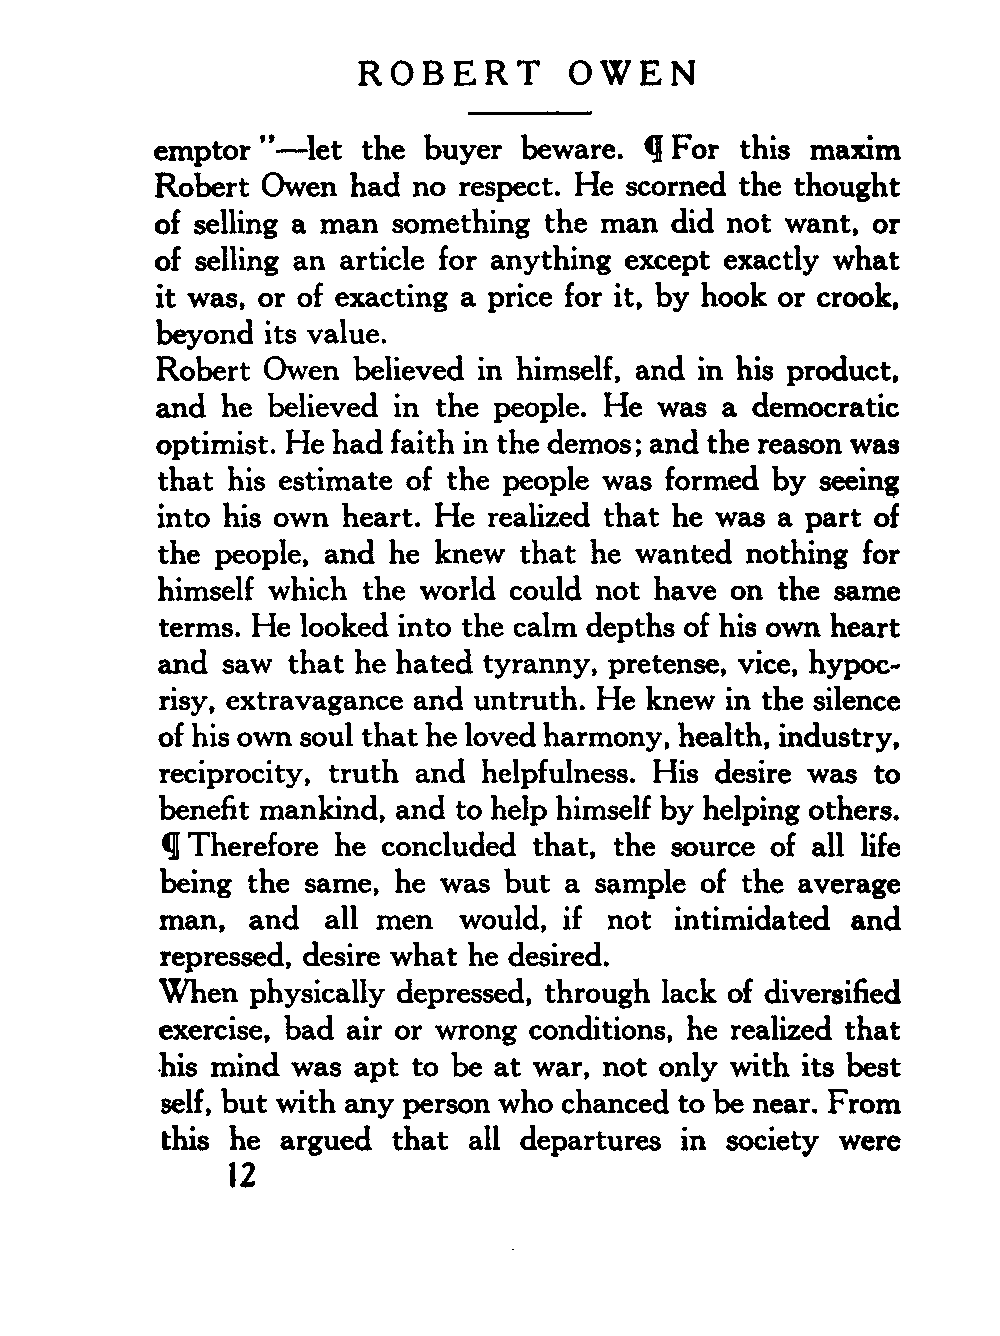 ROBERT OWEN
emptor"—let the buyer beware. ¶ For this maxim
Robert Owen had no respect. He scorned the thought
of selling a man something the man did not want, or
of selling an article for anything except exactly what
it was, or of exacting a price for it, by hook or crook,
beyond its value.
Robert Owen believed in himself, and in his product,
and he believed in the people. He was a democratic
optimist. He had faith in the demos; and the reason was
that his estimate of the people was formed by seeing
into his own heart. He realized that he was a part of
the people, and he knew that he wanted nothing for
himself which the world could not have on the same
terms. He looked into the calm depths of his own heart
and saw that he hated tyranny, pretense, vice, hypoc-
risy, extravagance and untruth. He knew in the silence
of his own soul that he loved harmony, health, industry,
reciprocity, truth and helpfulness. His desire was to
benefit mankind, and to help himself by helping others.
¶ Therefore he concluded that, the source of all life
being the same, he was but a sample of the average
man, and all men would, if not intimidated and
repressed, desire what he desired.
When physically depressed, through lack of diversified
exercise, bad air or wrong conditions, he realized that
his mind was apt to be at war, not only with its best
self, but with any person who chanced to be near. From
this he argued that all departures in society were
12